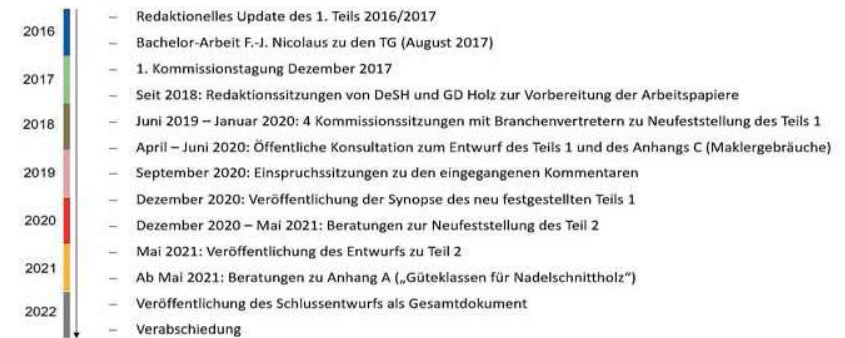 – Redaktionelles Update des 1. Teils 2016/2017
2016
– Bachelor-Arbeit F.-J. Nicolaus zu den TG (August 2017)
– 1. Kommissionstagung Dezember 2017
2017
– Seit 2018: Redaktionssitzungen von DeSH und GD Holz zur Vorbereitung der Arbeitspapiere
2018
– Juni 2019 – Januar 2020: 4 Kommissionssitzungen mit Branchenvertretern zu Neufeststellung des Teils 1
– April – Juni 2020: Öffentliche Konsultation zum Entwurf des Teils 1 und des Anhangs C (Maklergebräuche)
2019
– September 2020: Einspruchssitzungen zu den eingegangenen Kommentaren
– Dezember 2020: Veröffentlichung der Synopse des neu festgestellten Teils 1
2020
– Dezember 2020 – Mai 2021: Beratungen zur Neufeststellung des Teil 2
– Mai 2021: Veröffentlichung des Entwurfs zu Teil 2
2021
– Ab Mai 2021: Beratungen zu Anhang A („Güteklassen für Nadelschnittholz“)
– Veröffentlichung des Schlussentwurfs als Gesamtdokument
2022
– Verabschiedung